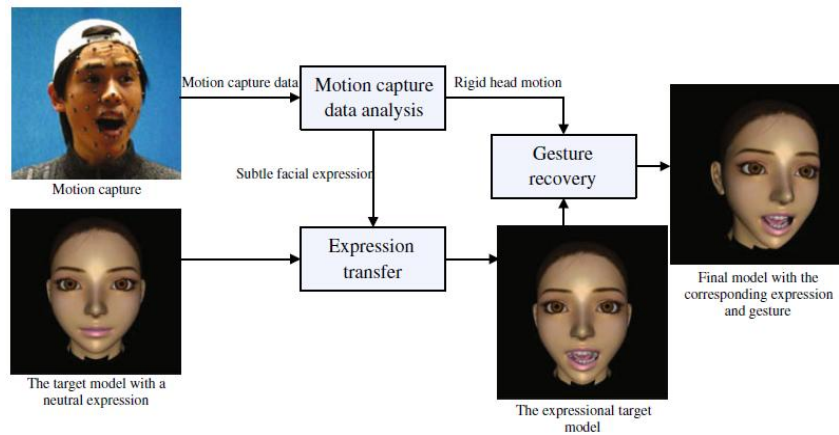 Motion capture data
Motion capture
data analysis
Rigid head motion
Gesture
recovery
Motion capture
Subtle facial expression
Expression
transfer
The target model with a
neutral expression
The expressional target
model
Final model with the
corresponding expression
and gesture